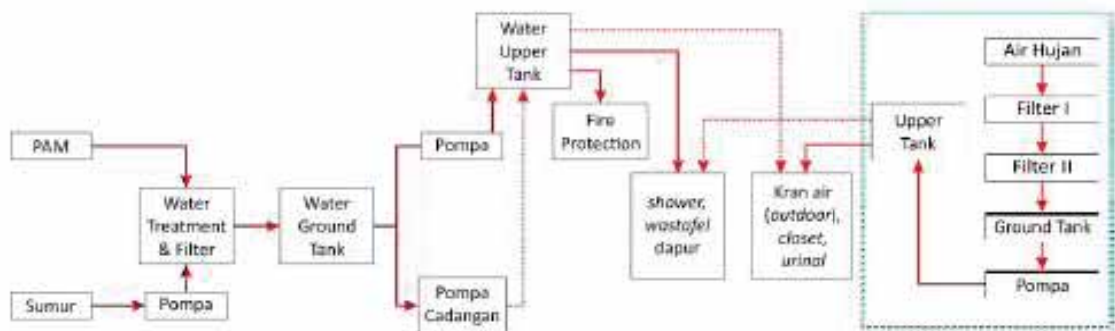 PAM
Sumur
Pompa
Water
Treatment
& Filter
Water
Ground
Tank
Pompa
Pompa
Cadangan
Water
Upper
Tank
Fire
Protection
shower,
wastafel
dapur
Kran air
(outdoor),
closet,
urinal
Upper
Tank
Air Hujan
Filter I
Filter II
Ground Tank
Pompa